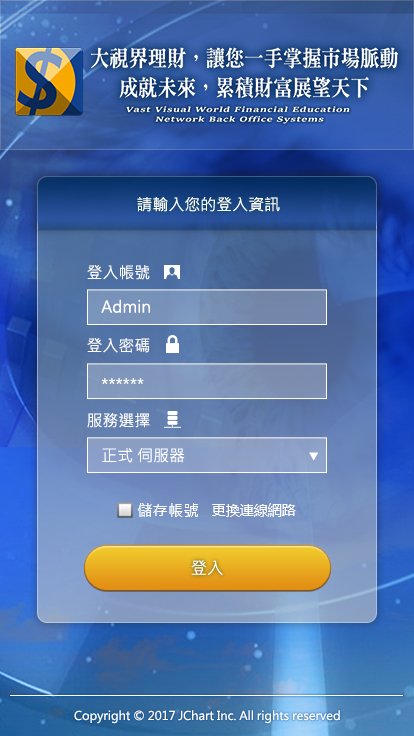 大視界理財，讓您一手掌握市場脈動
成就未來，累積財富展望天下
Vast Visual World Financial Education
Network Back Office Systems
請輸入您的登入資訊
登入帳號
Admin
登入密碼
******
服務選擇
正式 伺服器
儲存帳號 更換連線網路
登入
Copyright © 2017 JChart Inc. All rights reserved